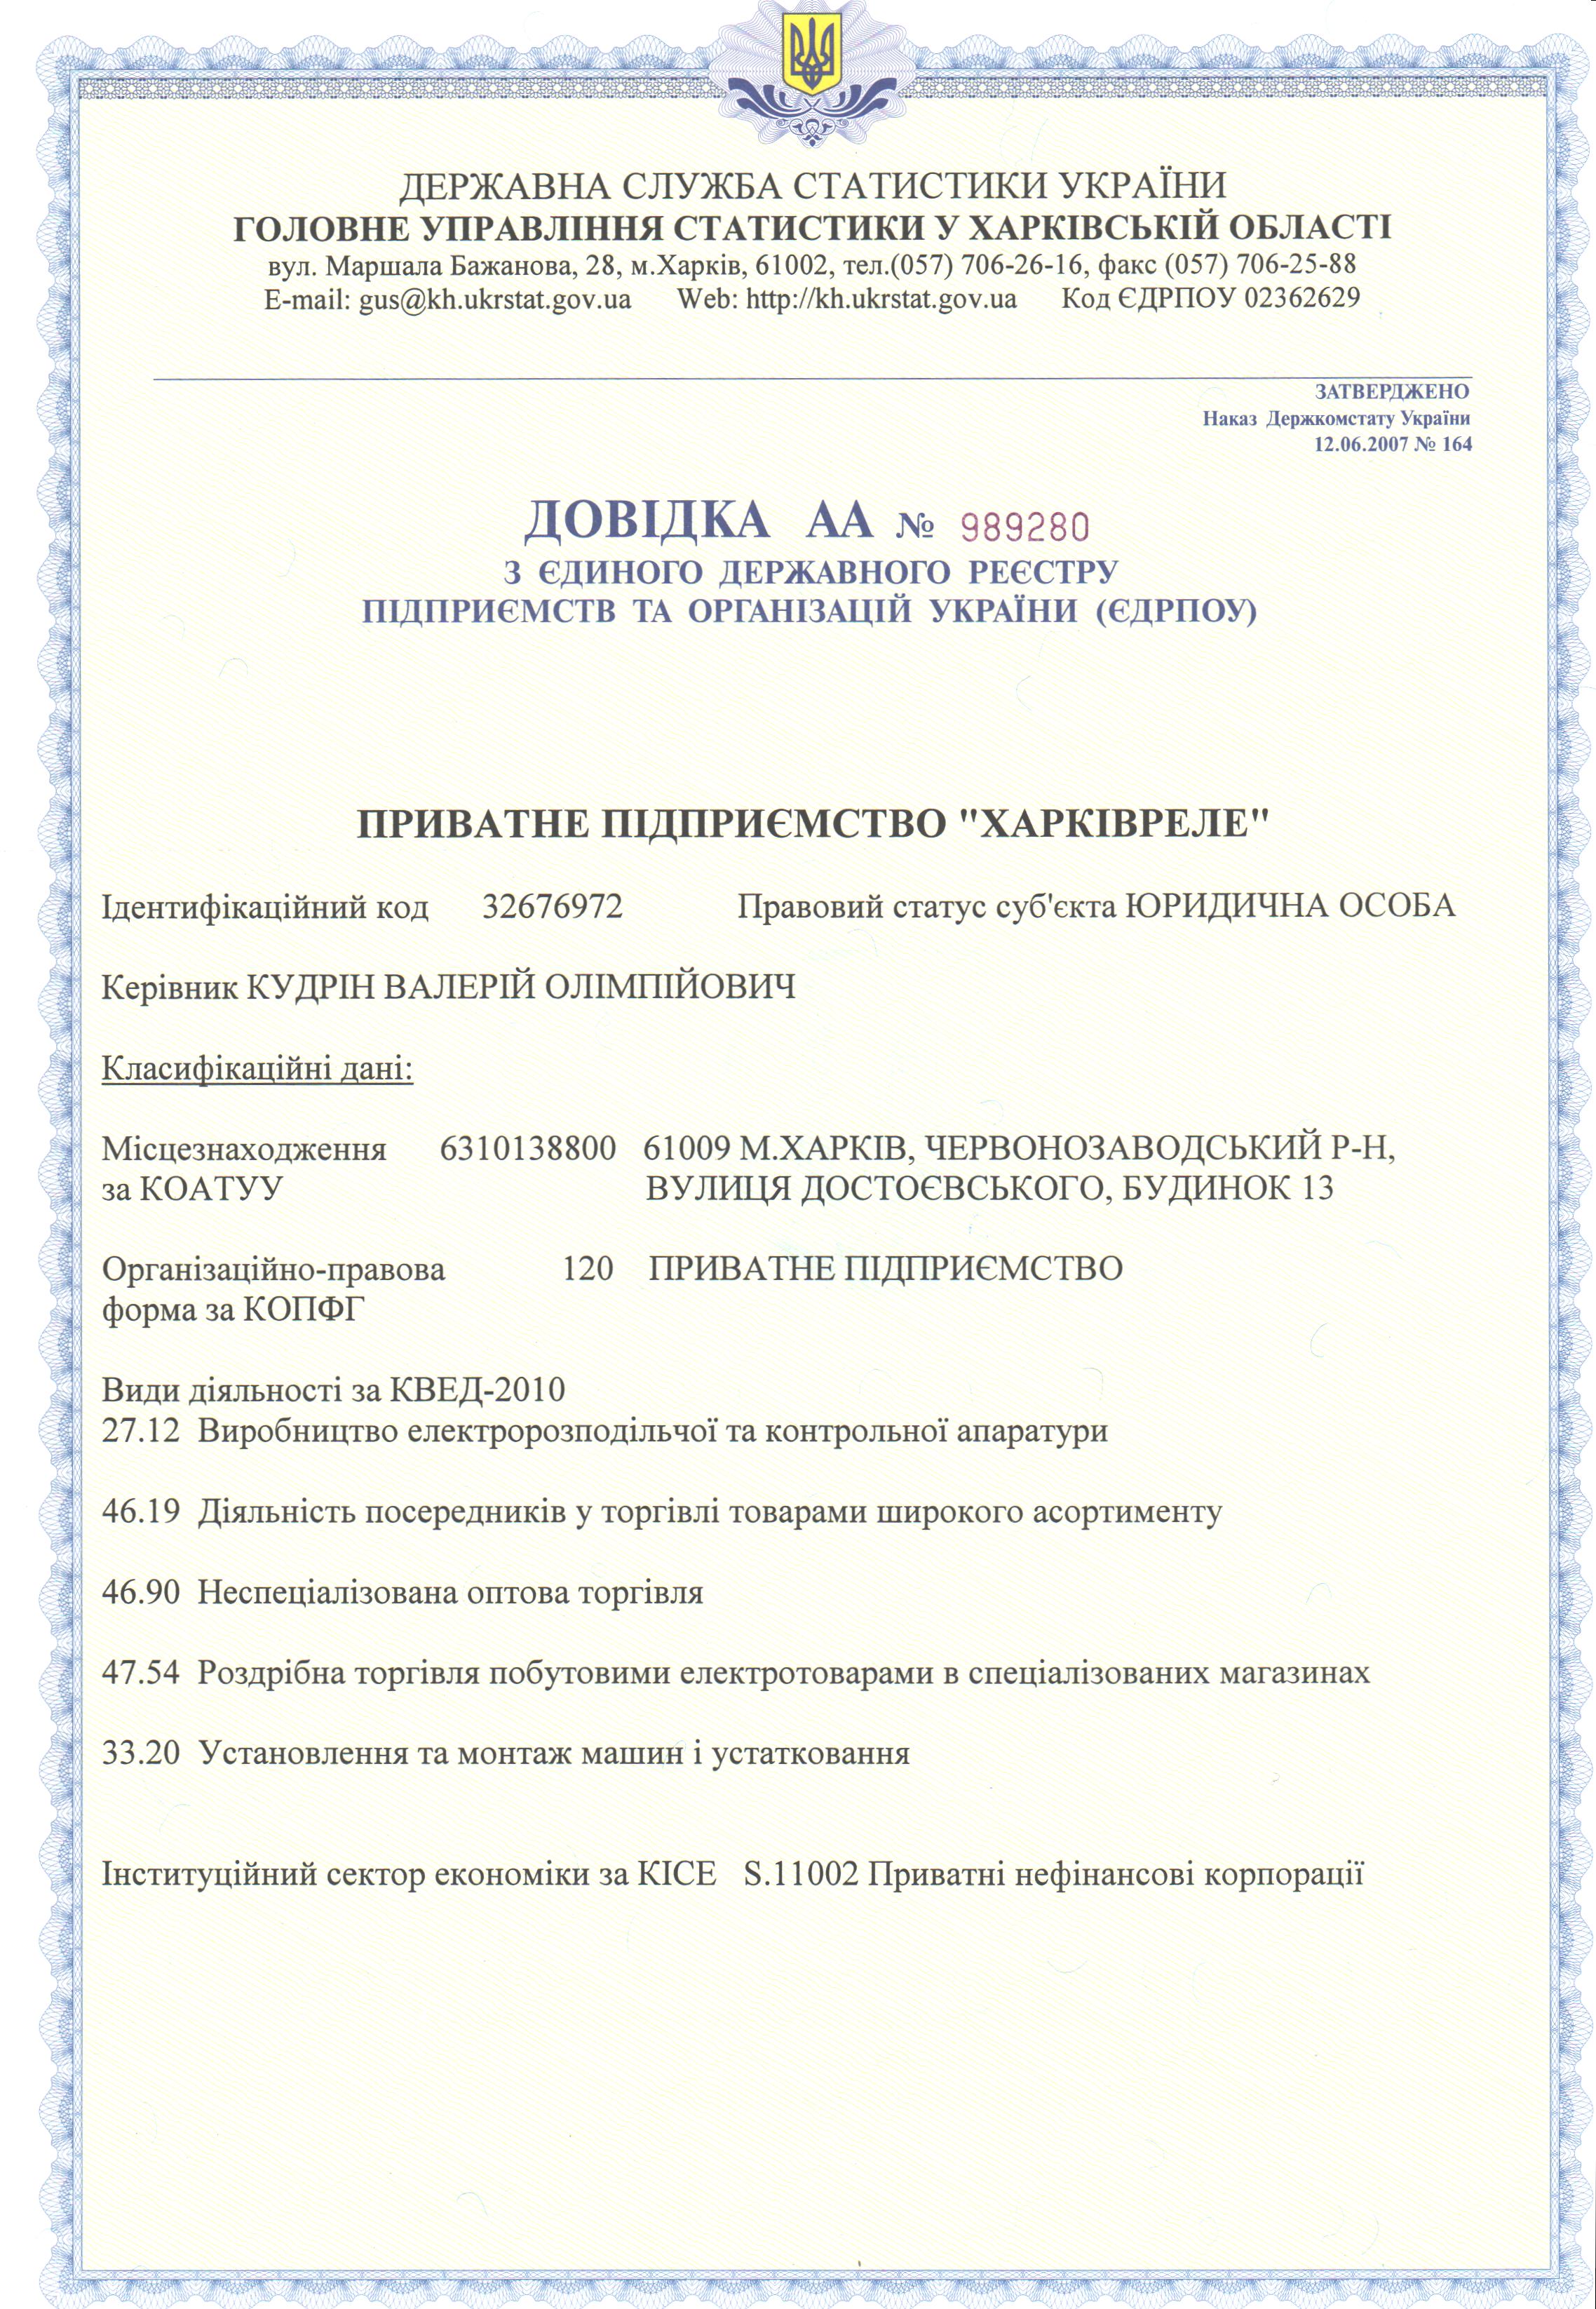 ДЕРЖАВНА СЛУЖБА СТАТИСТИКИ УКРАЇНИ
ГОЛОВНЕ УПРАВЛІННЯ СТАТИСТИКИ У ХАРКІВСЬКІЙ ОБЛАСТІ
вул. Маршала Бажанова, 28, м.Харків, 61002, тел.(057) 706-26-16, факс (057) 706-25-88
E-mail: gus@kh.ukrstat.gov.ua Web: http://kh.ukrstat.gov.ua Код ЄДРПОУ 02362629
ЗАТВЕРДЖЕНО
Наказ Держкомстату України
12.06.2007 № 164
ДОВІДКА АА № 989280
З ЄДИНОГО ДЕРЖАВНОГО РЕЄСТРУ
ПІДПРИЄМСТВ ТА ОРГАНІЗАЦІЙ УКРАЇНИ (ЄДРПОУ)
ПРИВАТНЕ ПІДПРИЄМСТВО "ХАРКІВРЕЛЕ"
Ідентифікаційний код 32676972 Правовий статус суб'єкта ЮРИДИЧНА ОСОБА
Керівник КУДРІН ВАЛЕРІЙ ОЛІМПІЙОВИЧ
Класифікаційні дані:
Місцезнаходження 6310138800 61009 М.ХАРКІВ, ЧЕРВОНОЗАВОДСЬКИЙ Р-Н,
за КОАТУУ ВУЛИЦЯ ДОСТОЄВСЬКОГО, БУДИНОК 13
Організаційно-правова 120 ПРИВАТНЕ ПІДПРИЄМСТВО
форма за КОПФГ
Види діяльності за КВЕД-2010
27.12 Виробництво електророзподільчої та контрольної апаратури
46.19 Діяльність посередників у торгівлі товарами широкого асортименту
46.90 Неспеціалізована оптова торгівля
47.54 Роздрібна торгівля побутовими електротоварами в спеціалізованих магазинах
33.20 Установлення та монтаж машин і устатковання
Інституційний сектор економіки за КІСЕ S.11002 Приватні нефінансові корпорації